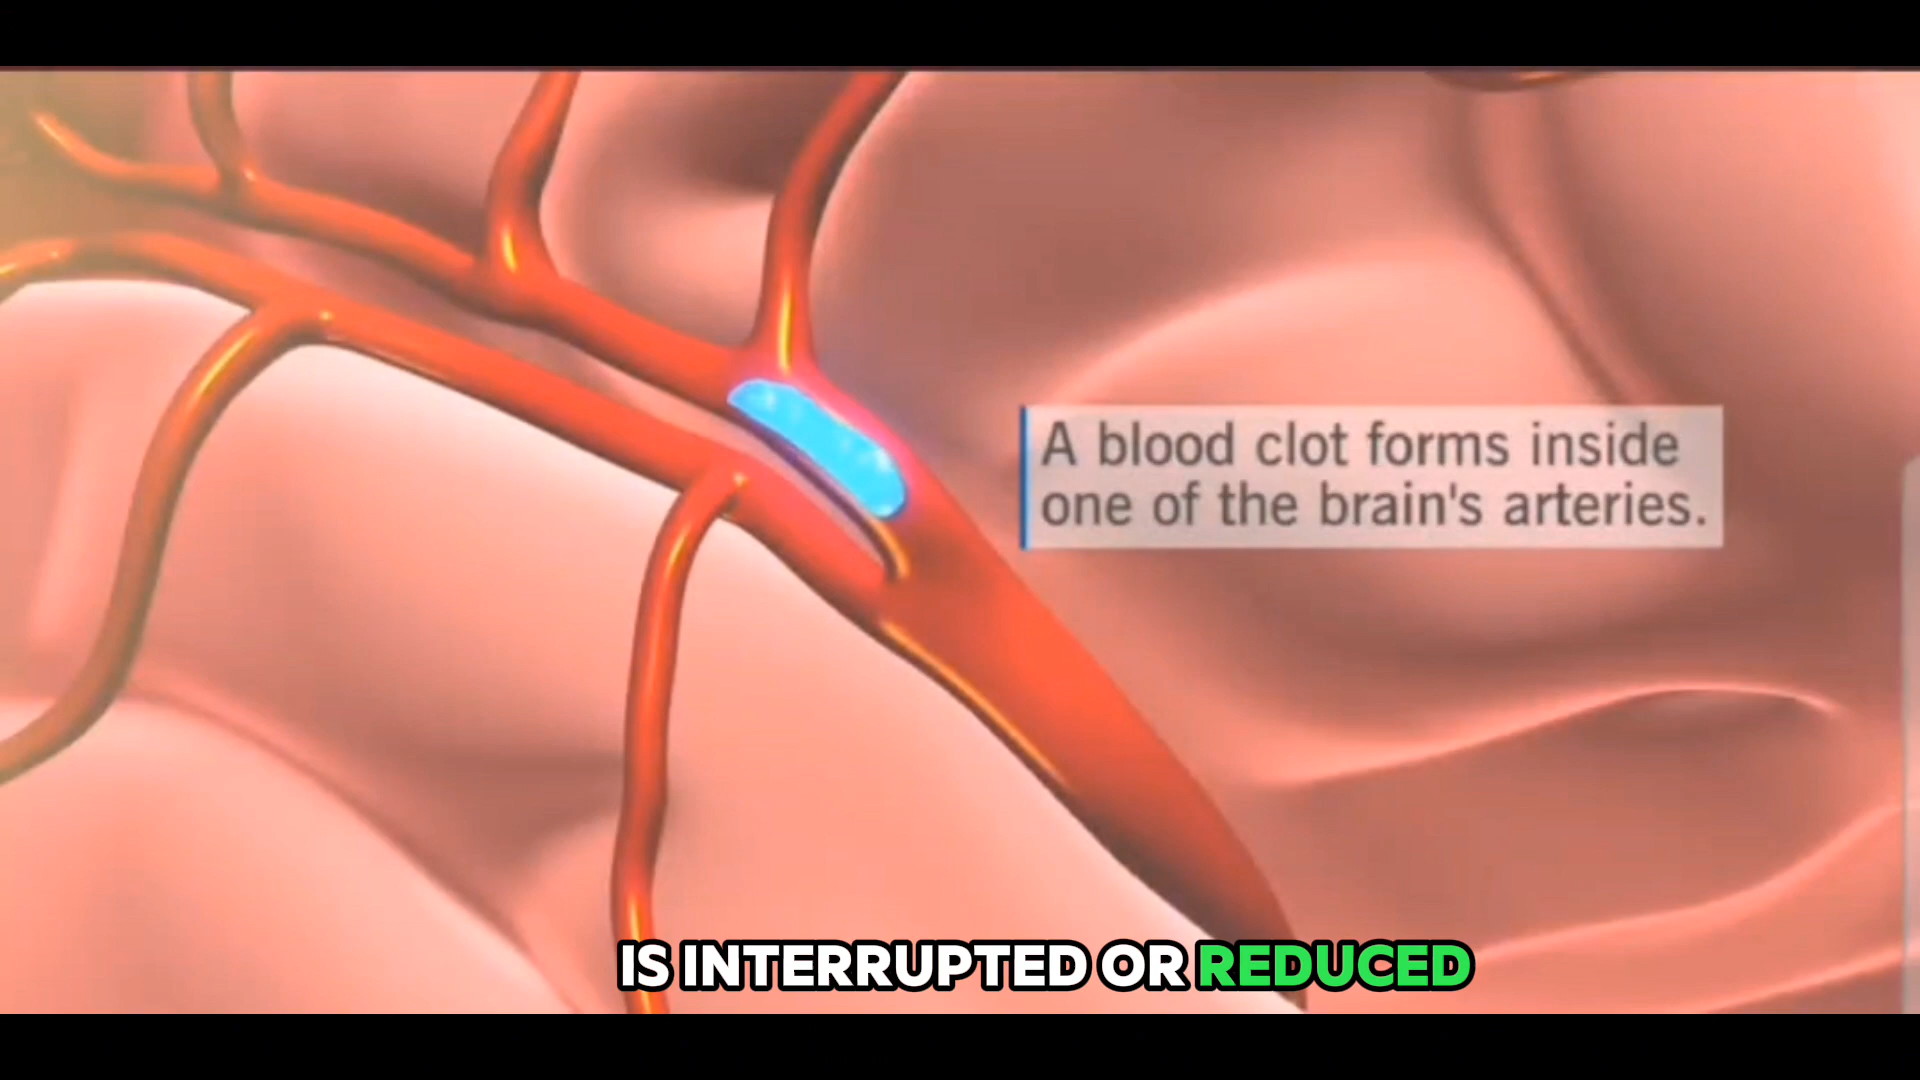 A blood clot forms inside
one of the brain's arteries.
IS INTERRUPTED OR REDUCED